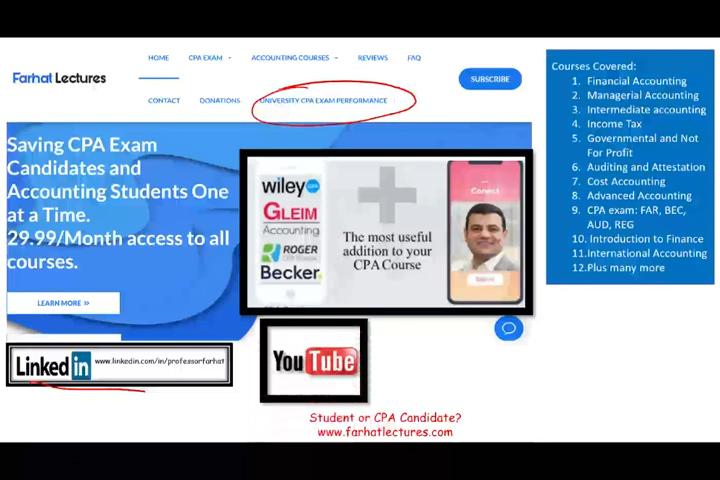 HOME CPA EXAM ACCOUNTING COURSES REVIEWS FAQ
Farhat Lectures
SUBSCRIBE
CONTACT DONATIONS UNIVERSITY CPA EXAM PERFORMANCE
Saving CPA Exam
Candidates and
Accounting Students One
at a Time.
29.99/Month access to all
courses.
LEARN MORE »
wiley CPA
GLEIM
Accounting
ROGER
CPA Review
Becker.
The most useful
addition to your
CPA Course
Connect
Courses Covered:
1. Financial Accounting
2. Managerial Accounting
3. Intermediate accounting
4. Income Tax
5. Governmental and Not
For Profit
6. Auditing and Attestation
7. Cost Accounting
8. Advanced Accounting
9. CPA exam: FAR, BEC,
AUD, REG
10. Introduction to Finance
11.International Accounting
12.Plus many more
Linked in www.linkedin.com/in/professorfarhat
YouTube
Student or CPA Candidate?
www.farhatlectures.com